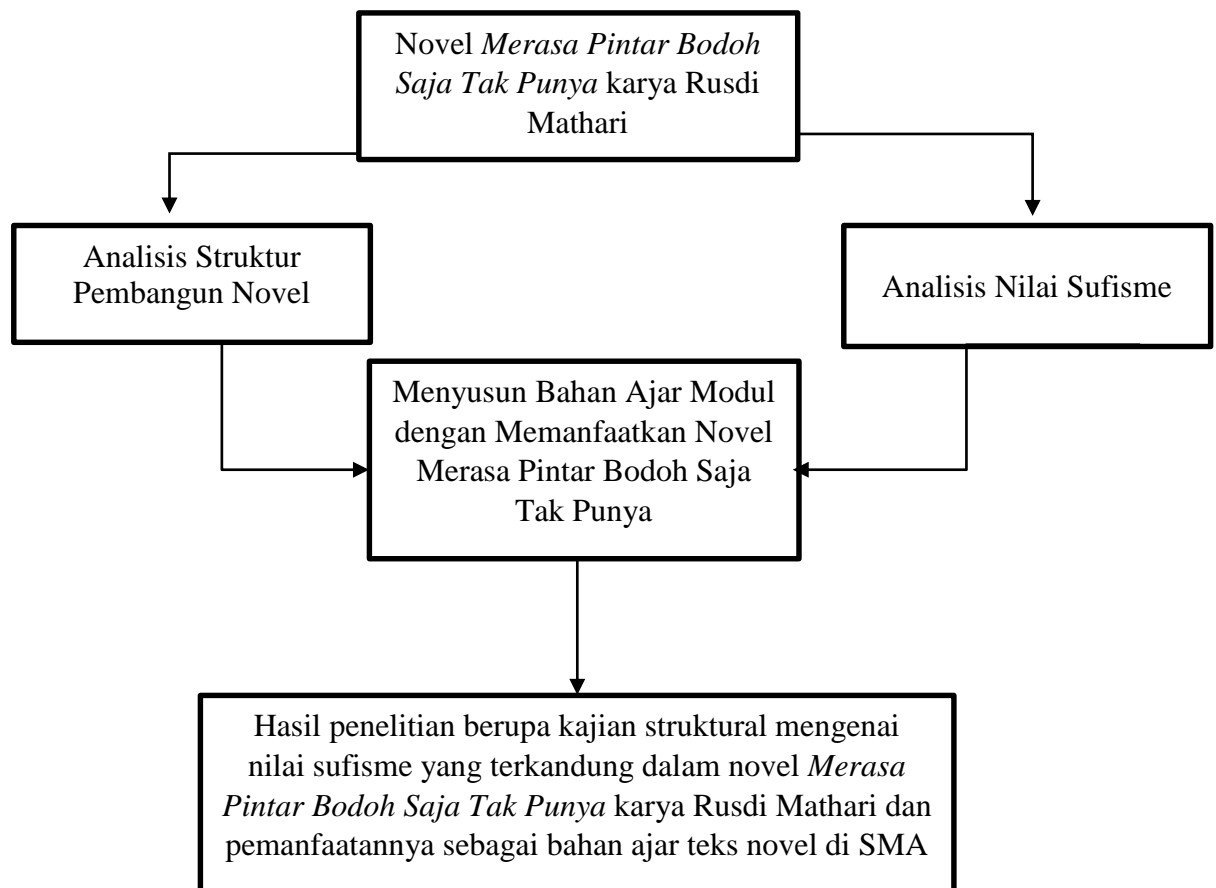 Novel Merasa Pintar Bodoh
Saja Tak Punya karya Rusdi
Mathari
Analisis Struktur
Pembangun Novel
Analisis Nilai Sufisme
Menyusun Bahan Ajar Modul
dengan Memanfaatkan Novel
Merasa Pintar Bodoh Saja
Tak Punya
Hasil penelitian berupa kajian struktural mengenai
nilai sufisme yang terkandung dalam novel Merasa
Pintar Bodoh Saja Tak Punya karya Rusdi Mathari dan
pemanfaatannya sebagai bahan ajar teks novel di SMA